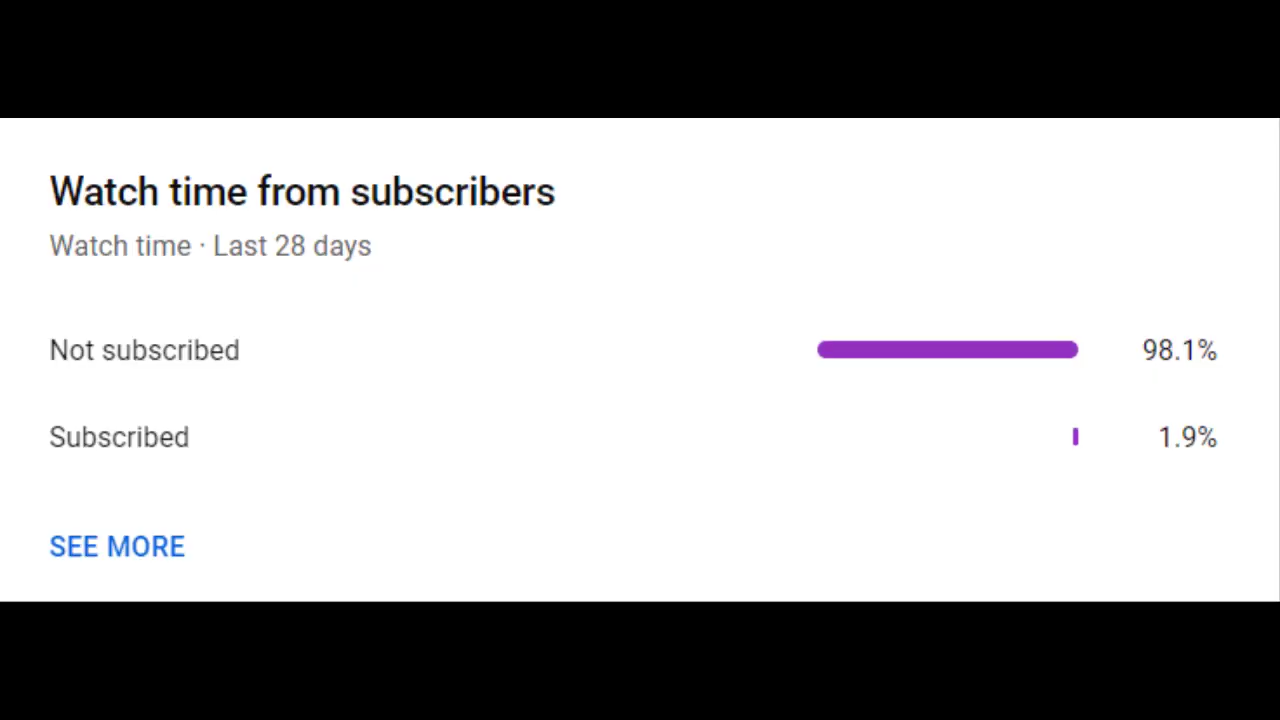 Watch time from subscribers
Watch time · Last 28 days
Not subscribed 98.1%
Subscribed 1.9%
SEE MORE